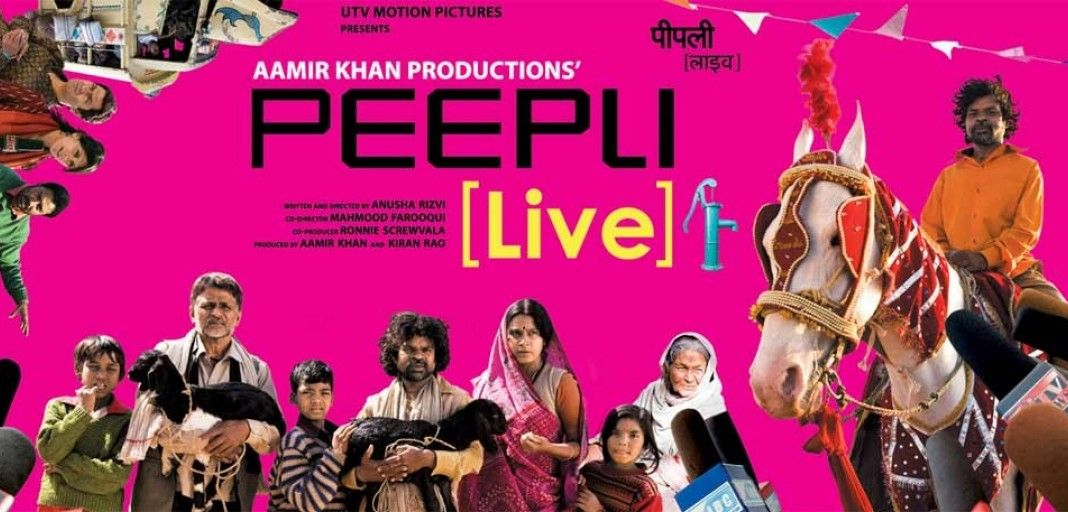 UTV MOTION PICTURES
PRESENTS
पीपली
[लाइव]
AAMIR KHAN PRODUCTIONS'
PEEPLI
[Live]
WRITTEN AND DIRECTED BY ANUSHA RIZVI
CO-DIRECTOR MAHMOOD FAROOQUI
CO-PRODUCER RONNIE SCREWVALA
PRODUCED BY AAMIR KHAN AND KIRAN RAO